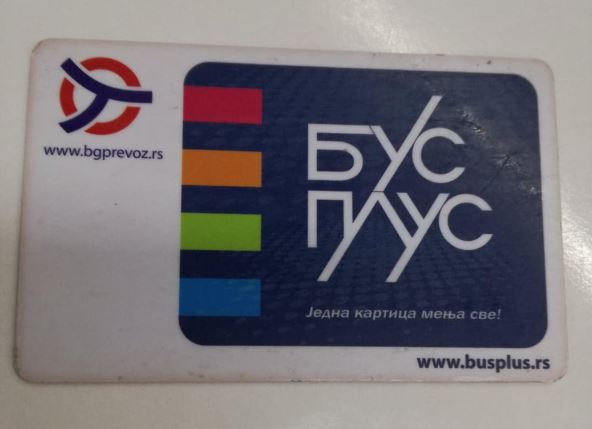 www.bgprevoz.rs
БУС
ПЛУС
Једна картица мења све!
www.busplus.rs